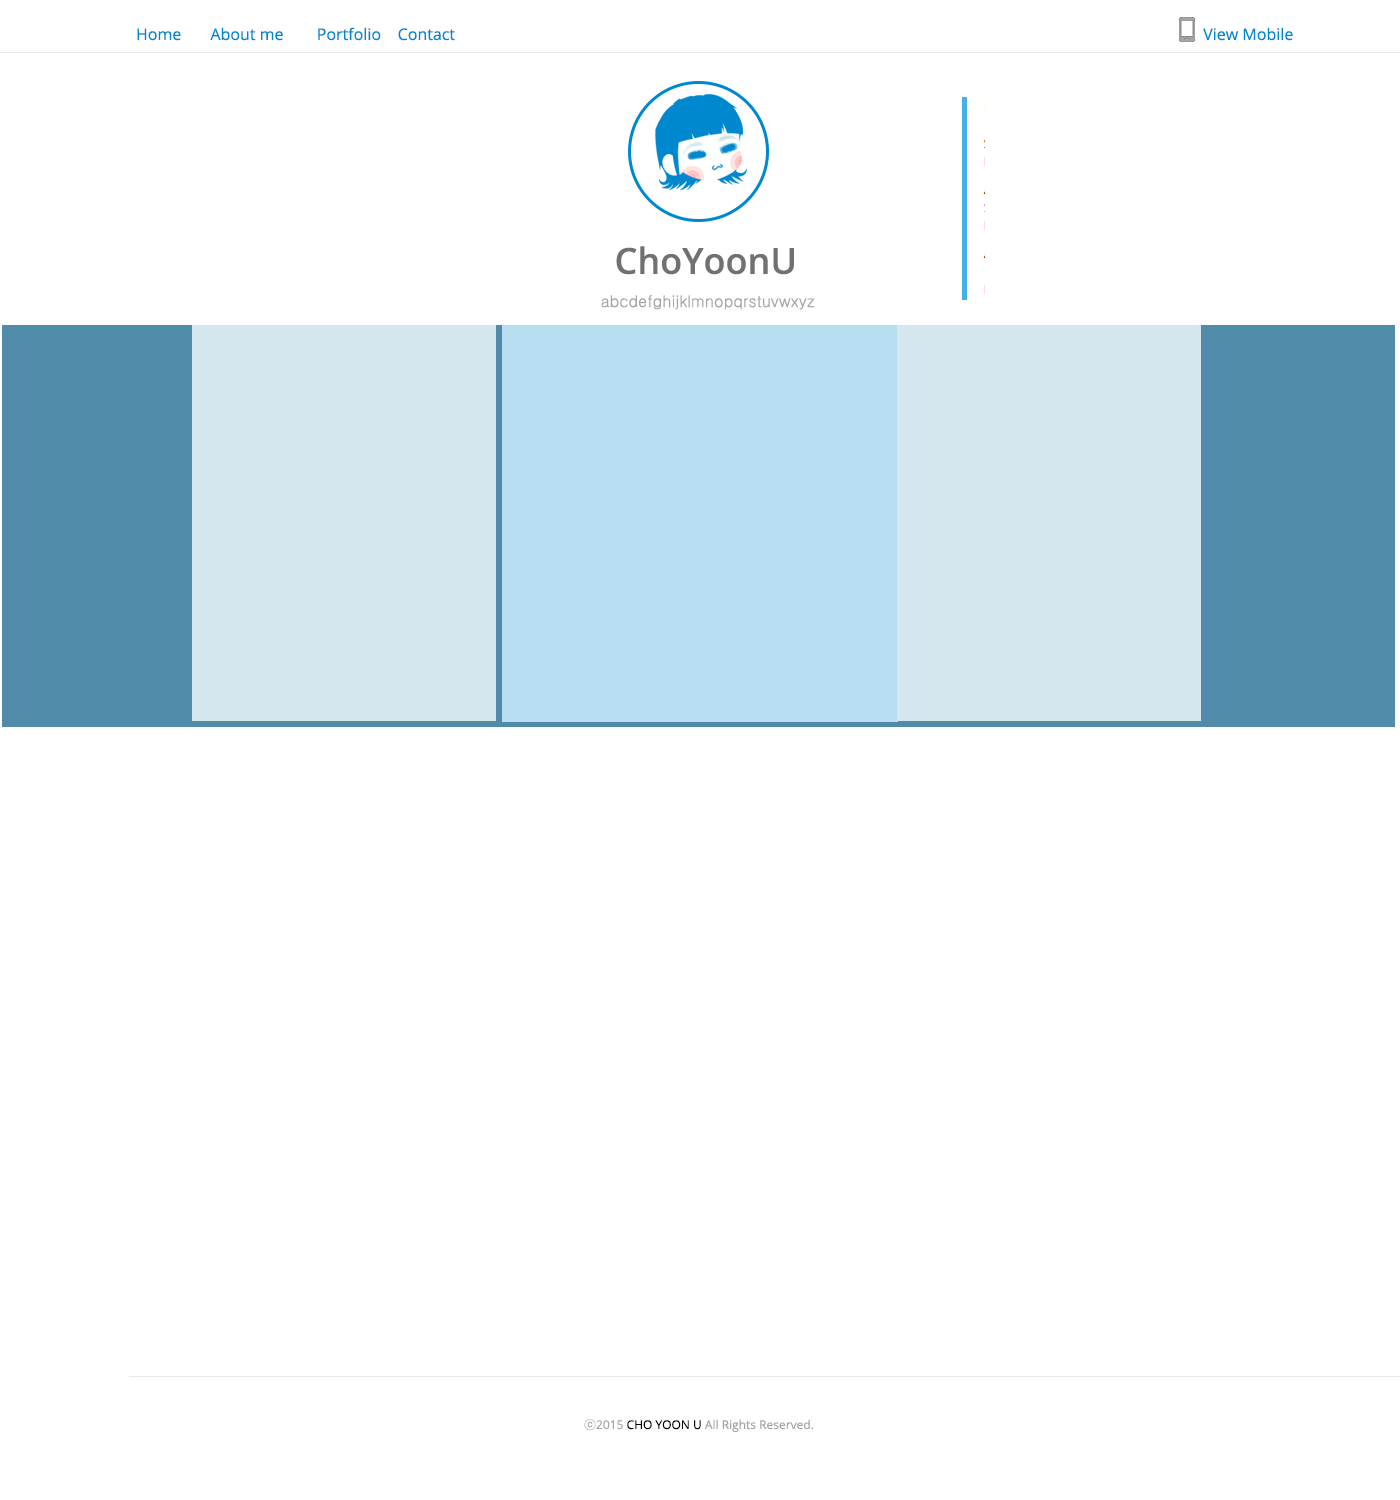 Home About me Portfolio Contact View Mobile
ChoYoonU
abcdefghijklmnopqrstuvwxyz
ⓒ2015 CHO YOON U All Rights Reserved.